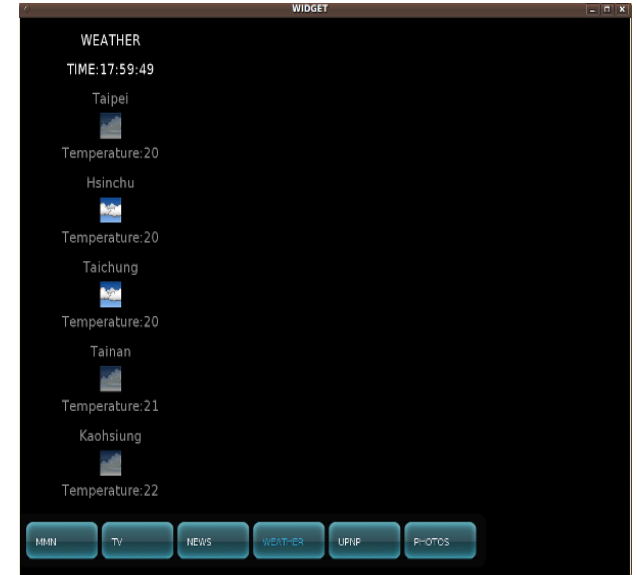 WIDGET
WEATHER
TIME:17:59:49
Taipei
Temperature:20
Hsinchu
Temperature:20
Taichung
Temperature:20
Tainan
Temperature:21
Kaohsiung
Temperature:22
MMN TV NEWS WEATHER UPNP PHOTOS